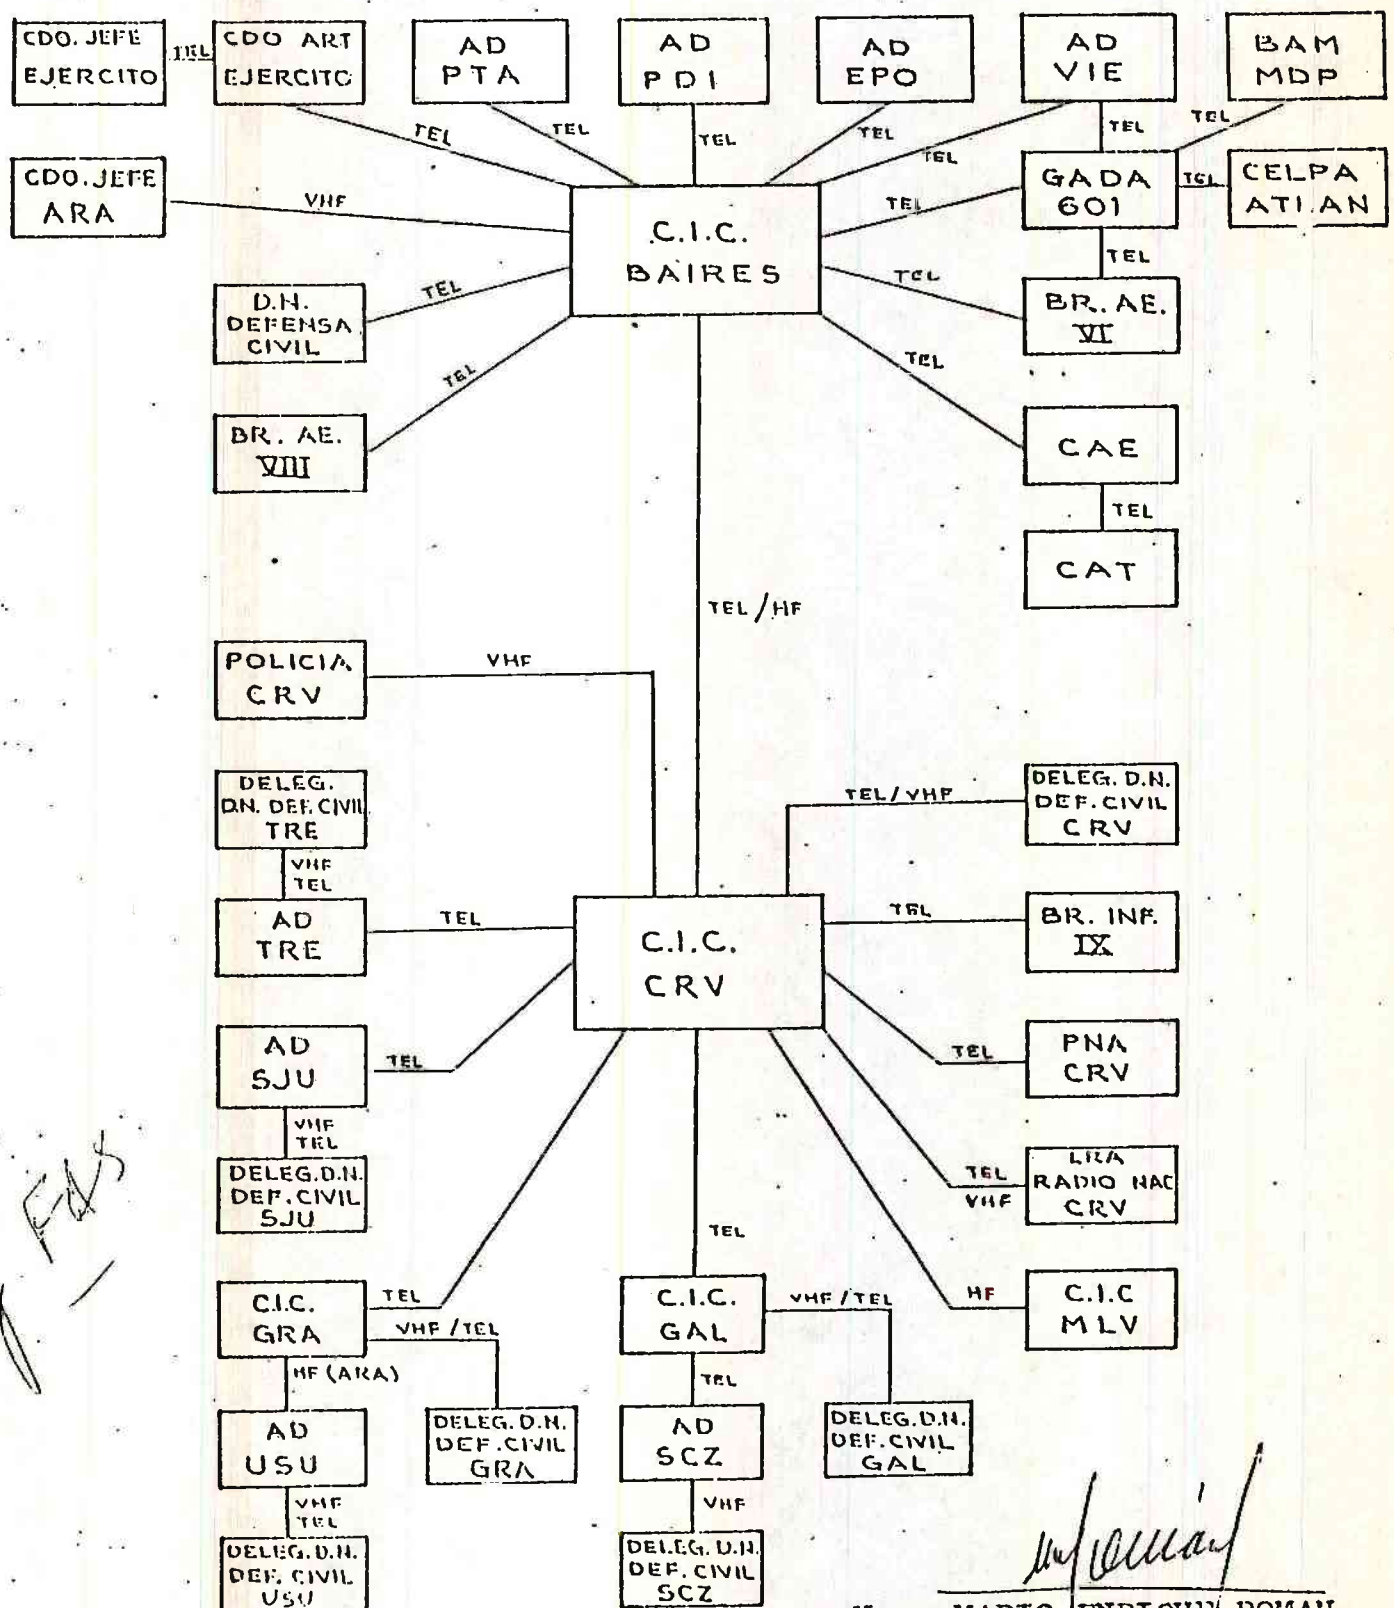 CDO. JEFE
EJERCITO
TEL
CDO ART
EJERCITO
AD
PTA
AD
PDI
AD
EPO
AD
VIE
BAM
MDP
TEL
TEL
TEL
TEL
TEL
TEL
TEL
CDO. JEFE
ARA
VHF
C.I.C.
BAIRES
TEL
GADA
601
TEL
CELPA
ATLAN
TEL
D.N.
DEFENSA
CIVIL
TEL
TEL
BR. AE.
VI
BR. AE.
VIII
TEL
TEL
CAE
TEL
CAT
TEL/HF
POLICIA
CRV
VHF
DELEG.
D.N. DEF. CIVIL
TRE
VHF
TEL
TEL/VHF
DELEG. D.N.
DEF. CIVIL
CRV
AD
TRE
TEL
C.I.C.
CRV
TEL
BR. INF.
IX
AD
SJU
TEL
TEL
PNA
CRV
VHF
TEL
DELEG. D.N.
DEF. CIVIL
SJU
TEL
VHF
LRA
RADIO NAC
CRV
TEL
C.I.C.
GRA
TEL
VHF/TEL
C.I.C.
GAL
VHF/TEL
HF
C.I.C
MLV
HF (ARA)
TEL
AD
USU
DELEG. D.N.
DEF. CIVIL
GRA
AD
SCZ
DELEG. D.N.
DEF. CIVIL
GAL
VHF
TEL
VHF
DELEG. D.N.
DEF. CIVIL
USU
DELEG. D.N.
DEF. CIVIL
SCZ
ROMAN